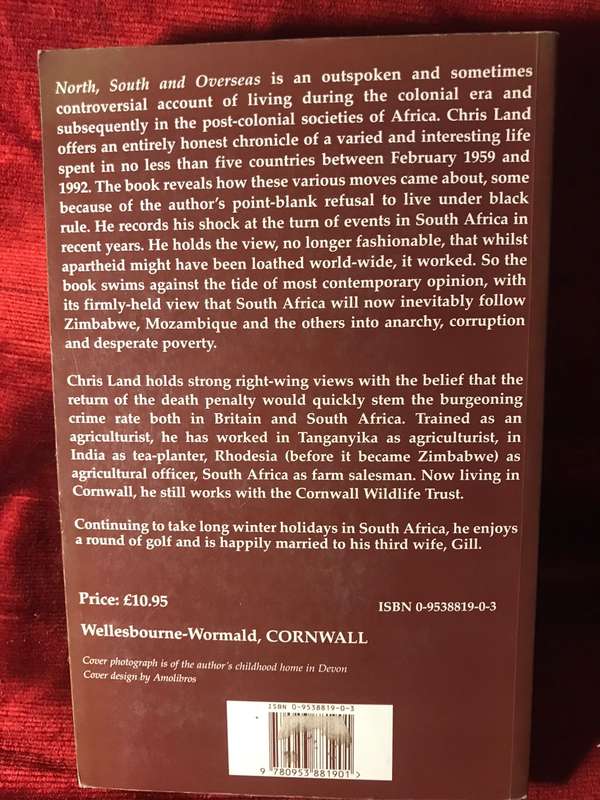 North, South and Overseas is an outspoken and sometimes
controversial account of living during the colonial era and
subsequently in the post-colonial societies of Africa. Chris Land
offers an entirely honest chronicle of a varied and interesting life
spent in no less than five countries between February 1959 and
1992. The book reveals how these various moves came about, some
because of the author's point-blank refusal to live under black
rule. He records his shock at the turn of events in South Africa in
recent years. He holds the view, no longer fashionable, that whilst
apartheid might have been loathed world-wide, it worked. So the
book swims against the tide of most contemporary opinion, with
its firmly-held view that South Africa will now inevitably follow
Zimbabwe, Mozambique and the others into anarchy, corruption
and desperate poverty.
Chris Land holds strong right-wing views with the belief that the
return of the death penalty would quickly stem the burgeoning
crime rate both in Britain and South Africa. Trained as an
agriculturist, he has worked in Tanganyika as agriculturist, in
India as tea-planter, Rhodesia (before it became Zimbabwe) as
agricultural officer, South Africa as farm salesman. Now living in
Cornwall, he still works with the Cornwall Wildlife Trust.
Continuing to take long winter holidays in South Africa, he enjoys
a round of golf and is happily married to his third wife, Gill.
Price: £10.95
ISBN 0-9538819-0-3
Wellesbourne-Wormald, CORNWALL
Cover photograph is of the author's childhood home in Devon
Cover design by Amolibros
ISBN 0-9538819-0-3
9 780953 881901 >